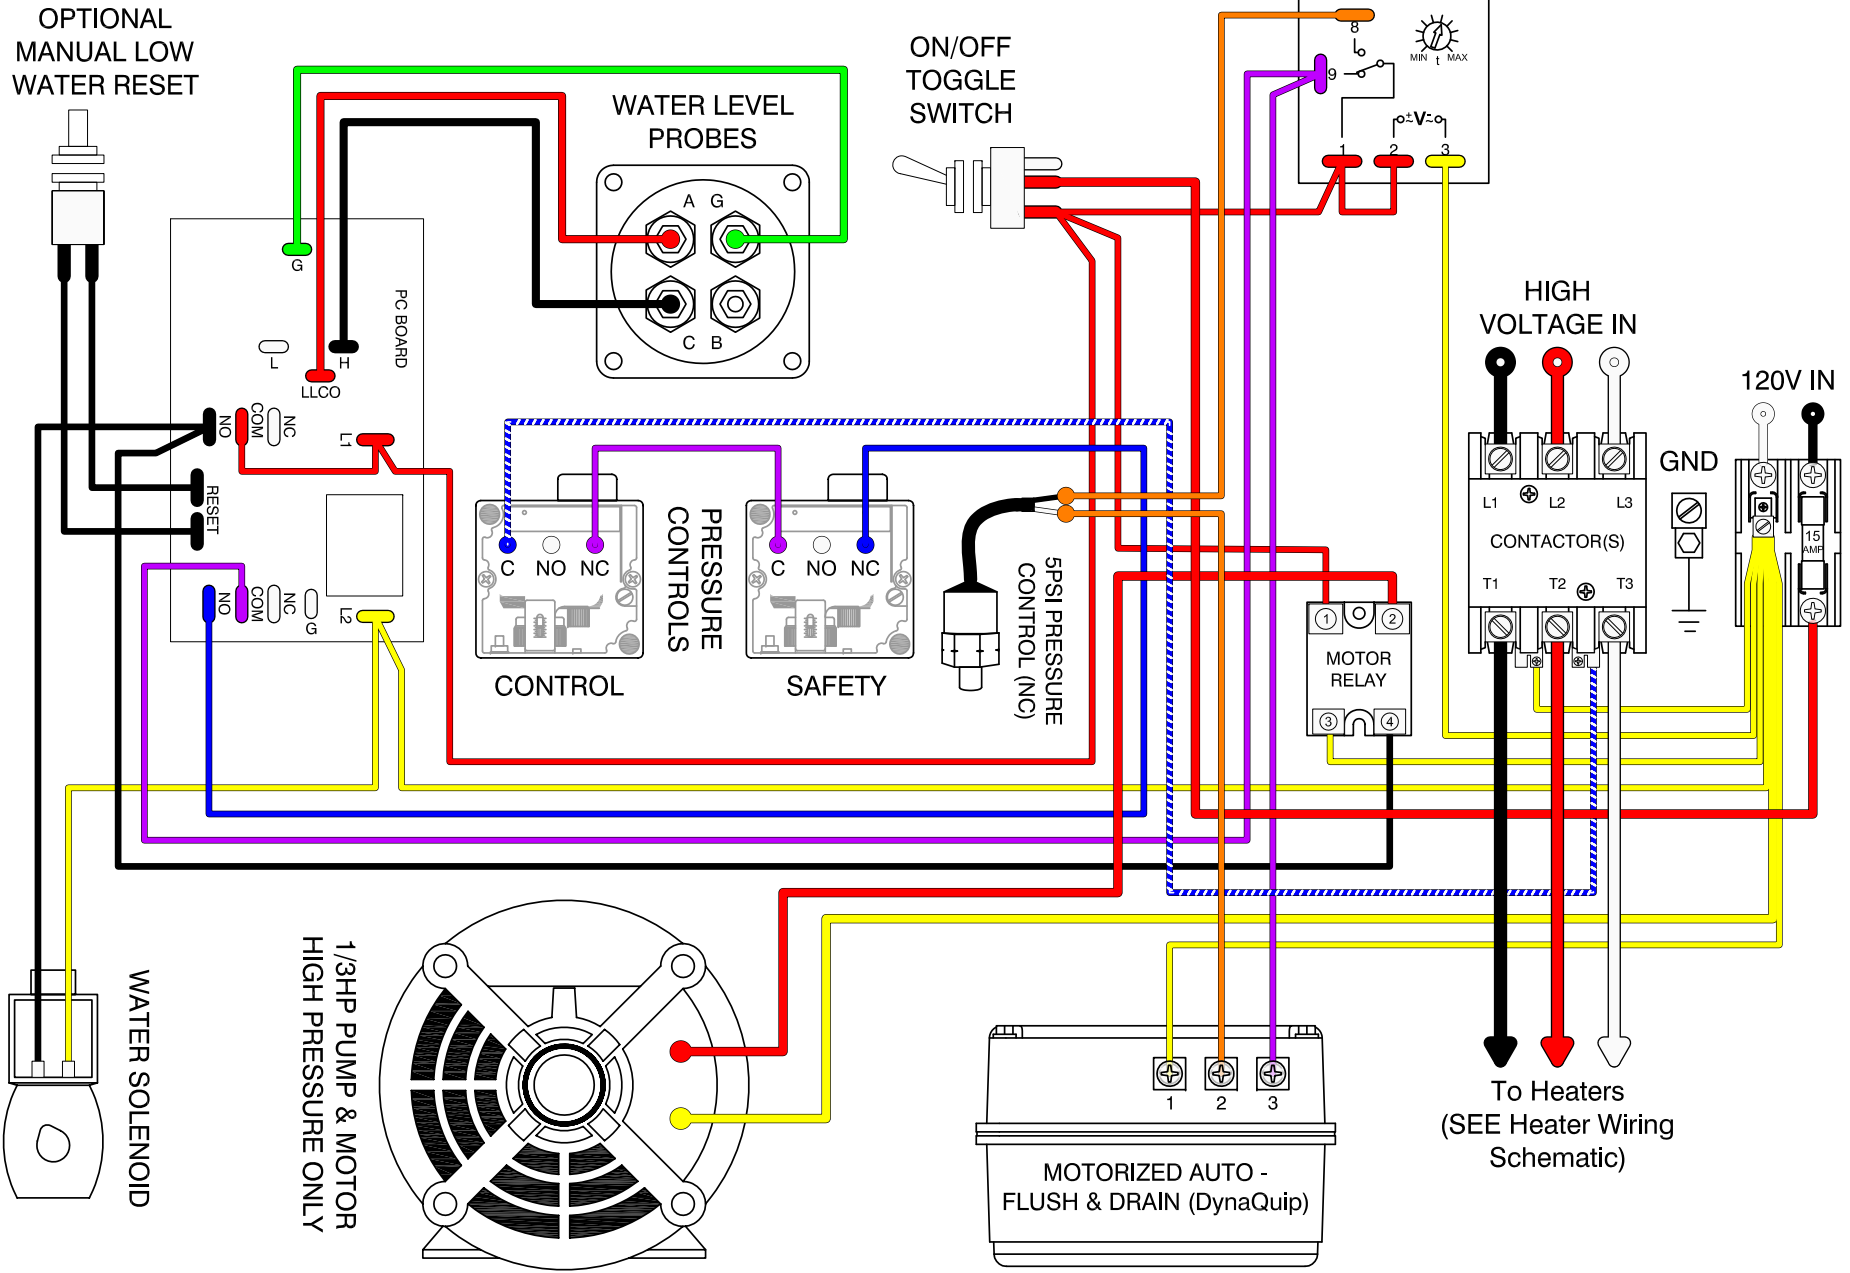 OPTIONAL
MANUAL LOW
WATER RESET
WATER LEVEL
PROBES
A G
C B
ON/OFF
TOGGLE
SWITCH
8
9
MIN t MAX
+ V -
~ ~
1 2 3
G
PC BOARD
L
H
LLCO
NO
COM
NC
L1
RESET
NO
COM
NC
G
L2
C NO NC
CONTROL
PRESSURE
CONTROLS
C NO NC
SAFETY
5PSI PRESSURE
CONTROL (NC)
1 2
MOTOR
RELAY
3 4
HIGH
VOLTAGE IN
L1 L2 L3
CONTACTOR(S)
T1 T2 T3
GND
120V IN
15
AMP
WATER SOLENOID
1/3HP PUMP & MOTOR
HIGH PRESSURE ONLY
1 2 3
MOTORIZED AUTO -
FLUSH & DRAIN (DynaQuip)
To Heaters
(SEE Heater Wiring
Schematic)